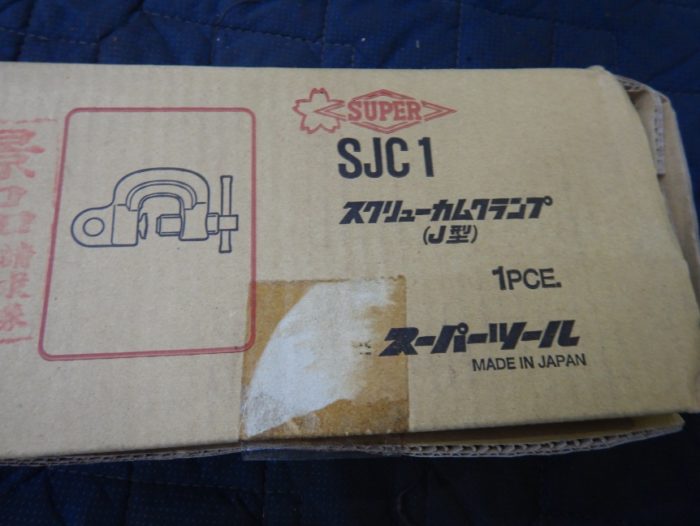 SUPER
SJC1
スクリューカムクランプ
(J型)
1PCE.
スーパーツール
MADE IN JAPAN